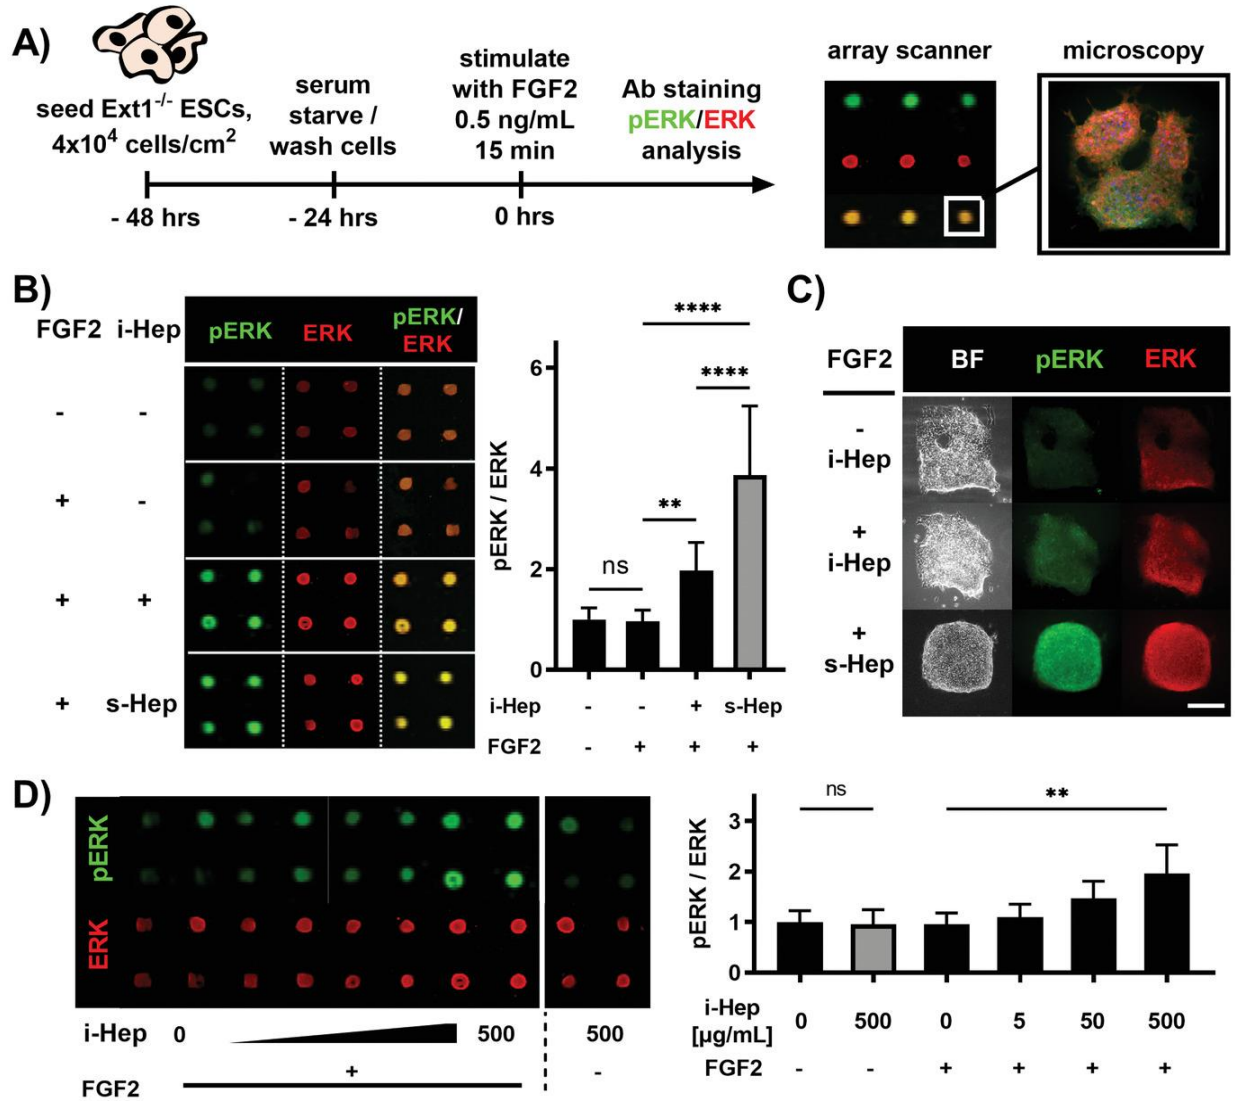 A)
seed Ext1-/- ESCs,
4x10⁴ cells/cm²
serum
starve /
wash cells
stimulate
with FGF2
0.5 ng/mL
15 min
Ab staining
pERK/ERK
analysis
- 48 hrs
- 24 hrs
0 hrs
array scanner
microscopy
B)
FGF2 i-Hep
pERK
ERK
pERK/
ERK
- -
+ -
+ +
+ s-Hep
pERK / ERK
6
4
2
0
ns
**
****
****
i-Hep - - + s-Hep
FGF2 - + + +
C)
FGF2
BF pERK ERK
-
i-Hep
+
i-Hep
+
s-Hep
D)
pERK
ERK
i-Hep 0 500 500
FGF2 + -
pERK / ERK
3
2
1
0
ns
**
i-Hep
[µg/mL]
0 500 0 5 50 500
FGF2 - - + + + +